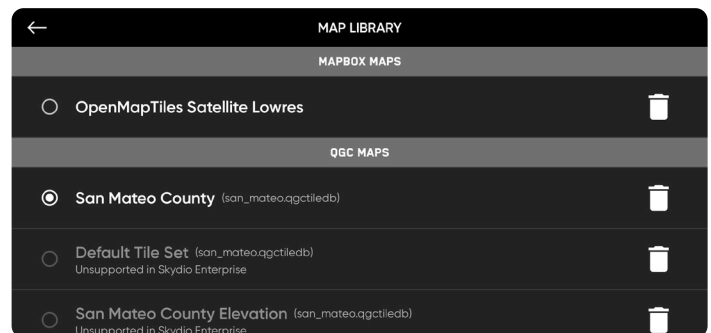 MAP LIBRARY
MAPBOX MAPS
OpenMapTiles Satellite Lowres
QGC MAPS
San Mateo County (san_mateo.qgctiledb)
Default Tile Set (san_mateo.qgctiledb)
Unsupported in Skydio Enterprise
San Mateo County Elevation (san_mateo.qgctiledb)
Unsupported in Skydio Enterprise